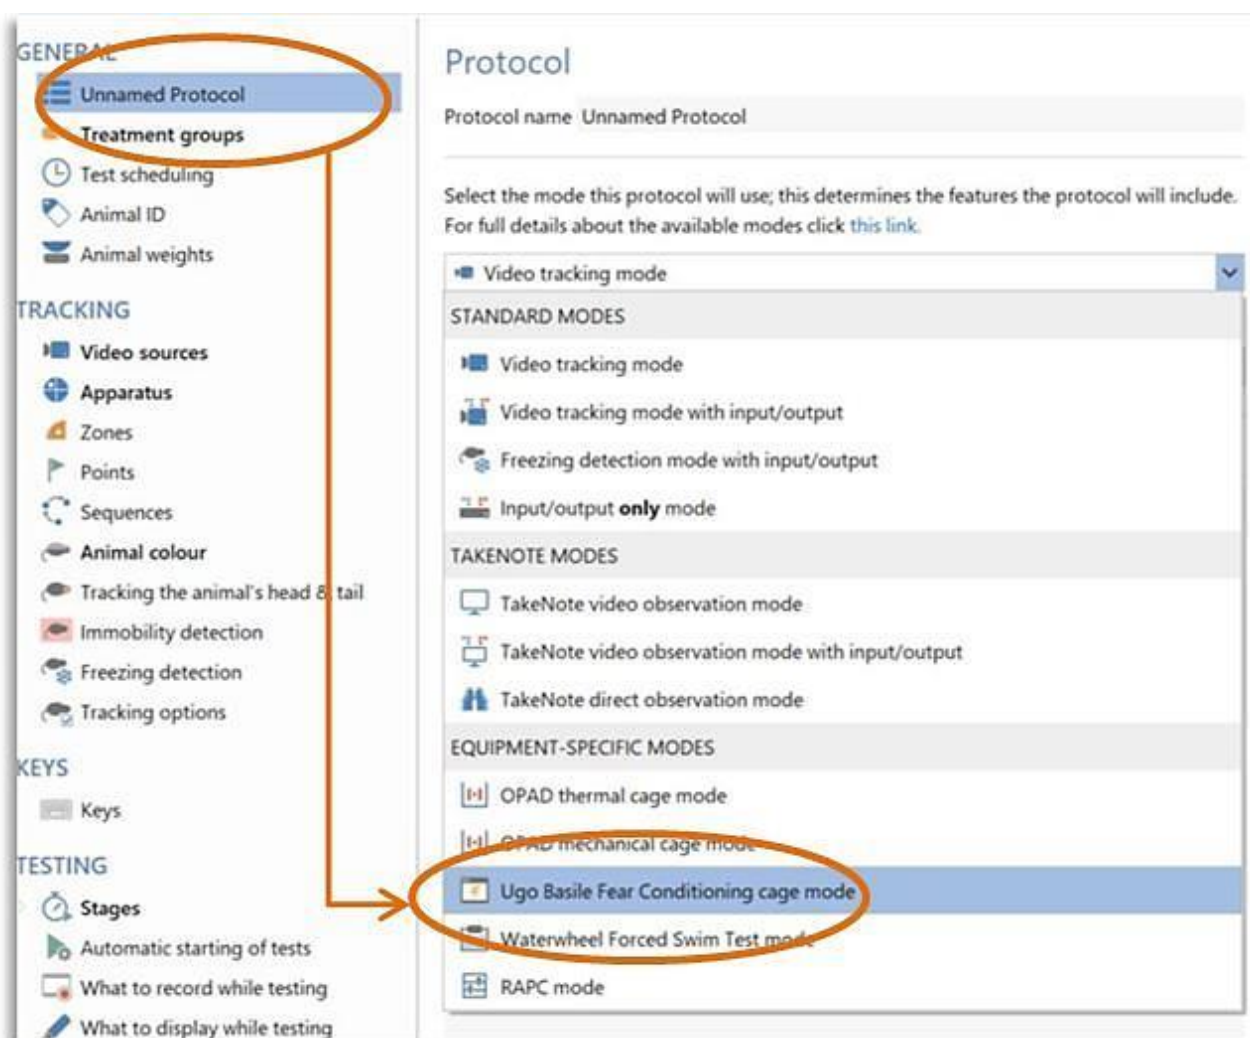 GENERAL
Unnamed Protocol
Treatment groups
Test scheduling
Animal ID
Animal weights
TRACKING
Video sources
Apparatus
Zones
Points
Sequences
Animal colour
Tracking the animal's head & tail
Immobility detection
Freezing detection
Tracking options
KEYS
Keys
TESTING
Stages
Automatic starting of tests
What to record while testing
What to display while testing
Protocol
Protocol name Unnamed Protocol
Select the mode this protocol will use; this determines the features the protocol will include.
For full details about the available modes click this link.
Video tracking mode
STANDARD MODES
Video tracking mode
Video tracking mode with input/output
Freezing detection mode with input/output
Input/output only mode
TAKENOTE MODES
TakeNote video observation mode
TakeNote video observation mode with input/output
TakeNote direct observation mode
EQUIPMENT-SPECIFIC MODES
OPAD thermal cage mode
OPAD mechanical cage mode
Ugo Basile Fear Conditioning cage mode
Waterwheel Forced Swim Test mode
RAPC mode